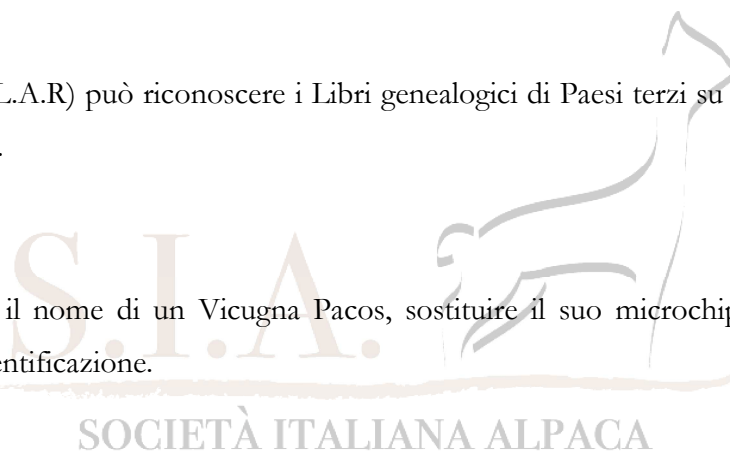 L.A.R) può riconoscere i Libri genealogici di Paesi terzi su
.
il nome di un Vicugna Pacos, sostituire il suo microchip
entificazione.
S.I.A.
SOCIETÀ ITALIANA ALPACA